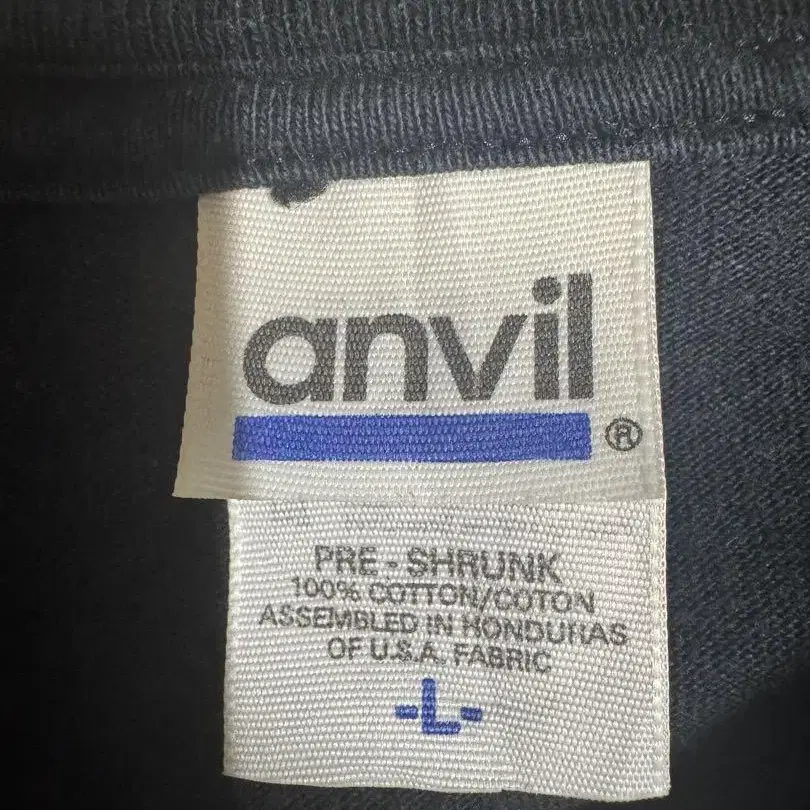 anvil
®
PRE - SHRUNK
100% COTTON/COTON
ASSEMBLED IN HONDURAS
OF U.S.A. FABRIC
-L-